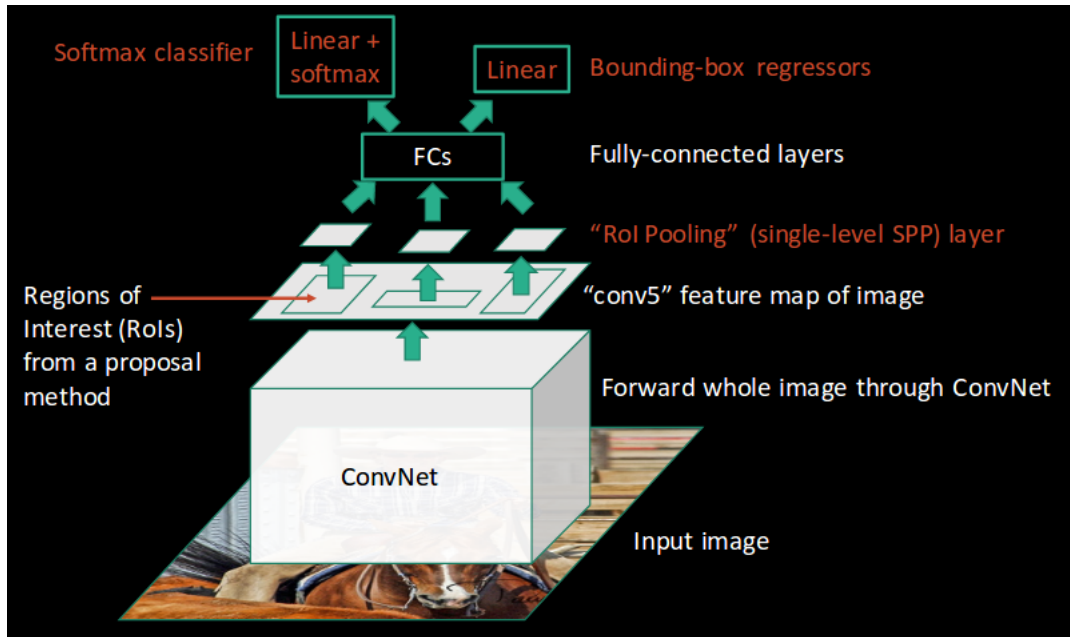 Softmax classifier
Linear +
softmax
Linear
Bounding-box regressors
FCs
Fully-connected layers
“RoI Pooling” (single-level SPP) layer
Regions of
Interest (RoIs)
from a proposal
method
“conv5” feature map of image
Forward whole image through ConvNet
ConvNet
Input image